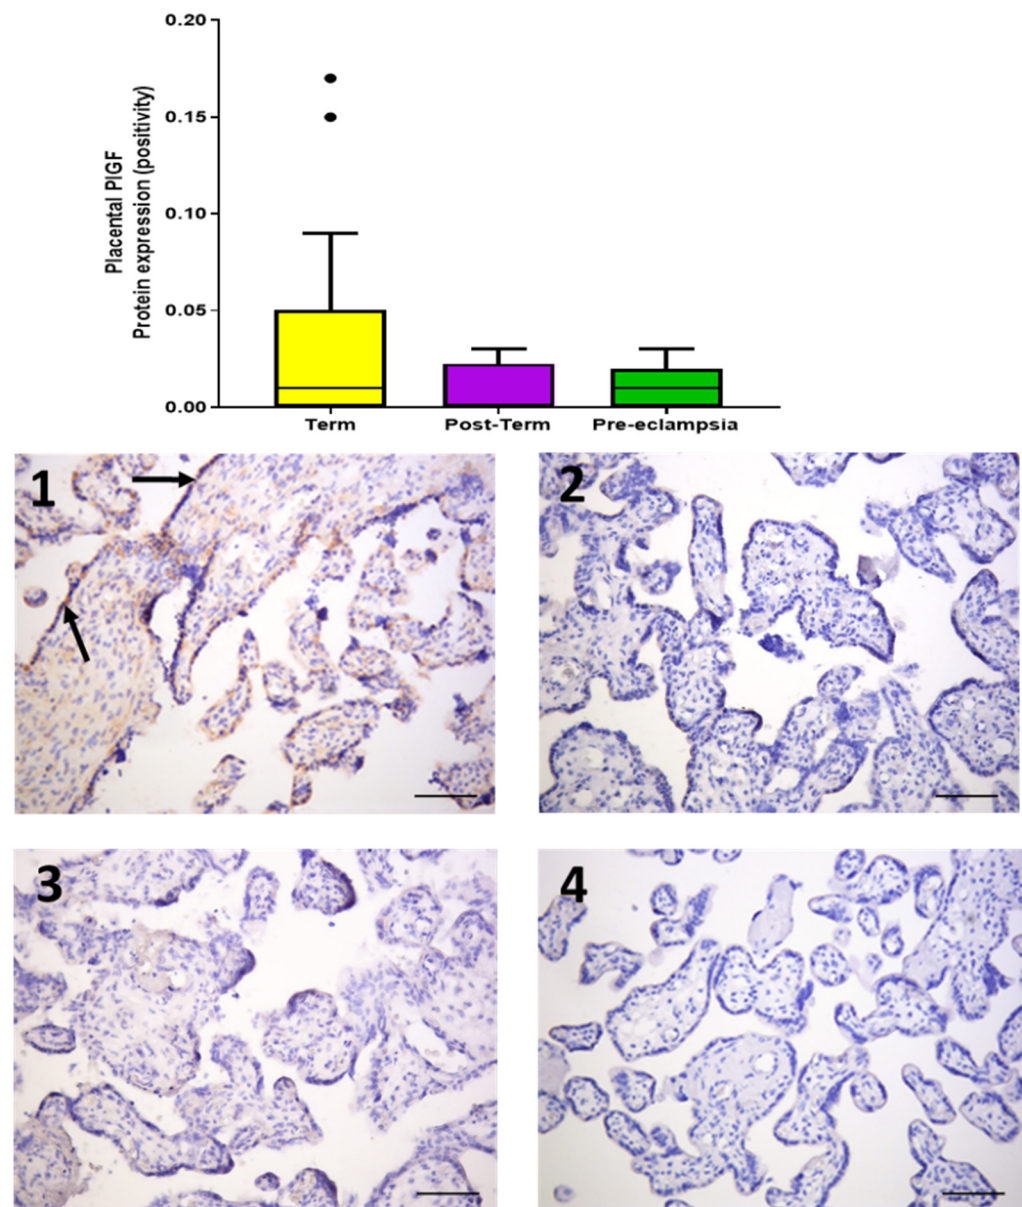 0.20
0.15
0.10
0.05
0.00
Placental PlGF
Protein expression (positivity)
Term Post-Term Pre-eclampsia
1 2
3 4